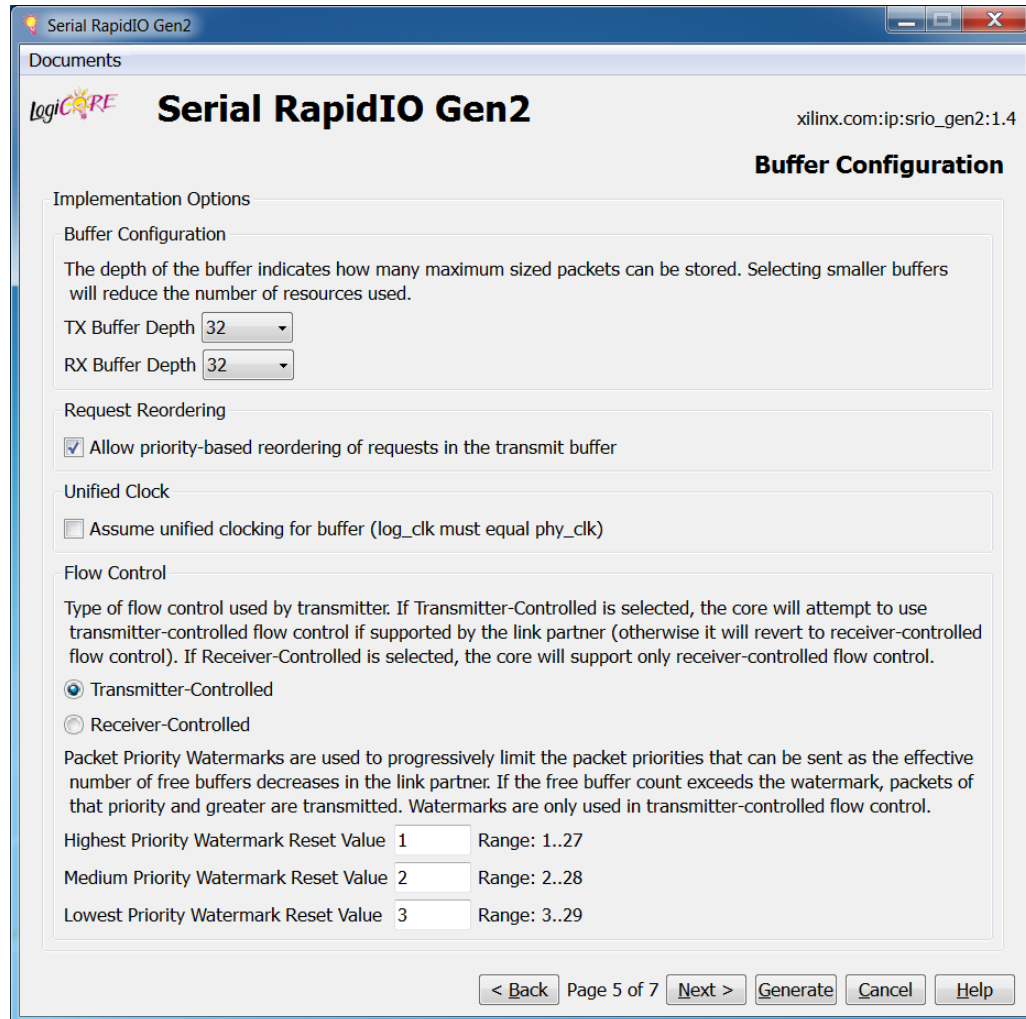 Serial RapidIO Gen2
Documents
LogiCORE
Serial RapidIO Gen2
xilinx.com:ip:srio_gen2:1.4
Buffer Configuration
Implementation Options
Buffer Configuration
The depth of the buffer indicates how many maximum sized packets can be stored. Selecting smaller buffers
will reduce the number of resources used.
TX Buffer Depth 32
RX Buffer Depth 32
Request Reordering
Allow priority-based reordering of requests in the transmit buffer
Unified Clock
Assume unified clocking for buffer (log_clk must equal phy_clk)
Flow Control
Type of flow control used by transmitter. If Transmitter-Controlled is selected, the core will attempt to use
transmitter-controlled flow control if supported by the link partner (otherwise it will revert to receiver-controlled
flow control). If Receiver-Controlled is selected, the core will support only receiver-controlled flow control.
Transmitter-Controlled
Receiver-Controlled
Packet Priority Watermarks are used to progressively limit the packet priorities that can be sent as the effective
number of free buffers decreases in the link partner. If the free buffer count exceeds the watermark, packets of
that priority and greater are transmitted. Watermarks are only used in transmitter-controlled flow control.
Highest Priority Watermark Reset Value 1 Range: 1..27
Medium Priority Watermark Reset Value 2 Range: 2..28
Lowest Priority Watermark Reset Value 3 Range: 3..29
< Back Page 5 of 7 Next > Generate Cancel Help